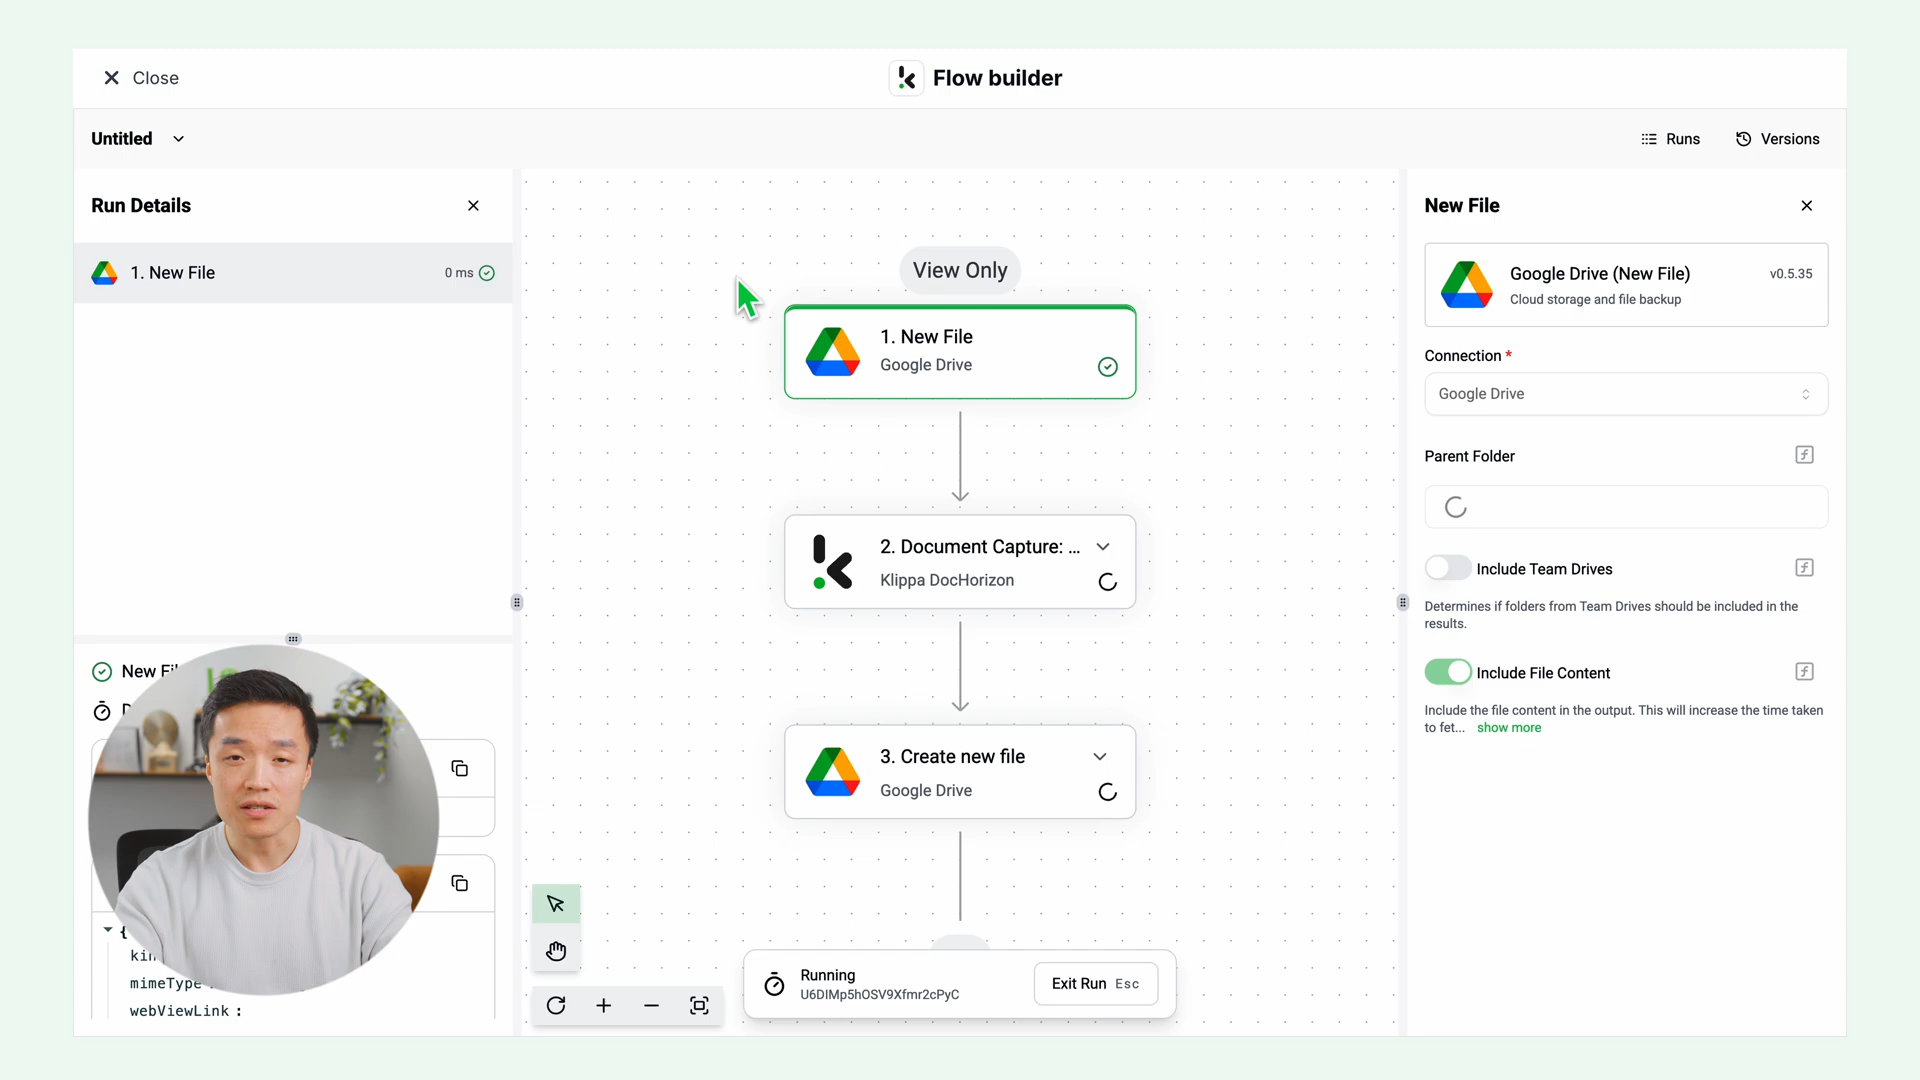 Close
Flow builder
Untitled
Runs
Versions
Run Details
1. New File
0 ms
New
kin
mimeType
webViewLink :
View Only
1. New File
Google Drive
2. Document Capture: ...
Klippa DocHorizon
3. Create new file
Google Drive
Running
U6DIMp5hOSV9Xfmr2cPyC
Exit Run Esc
New File
Google Drive (New File)
v0.5.35
Cloud storage and file backup
Connection *
Google Drive
Parent Folder
Include Team Drives
Determines if folders from Team Drives should be included in the
results.
Include File Content
Include the file content in the output. This will increase the time taken
to fet... show more